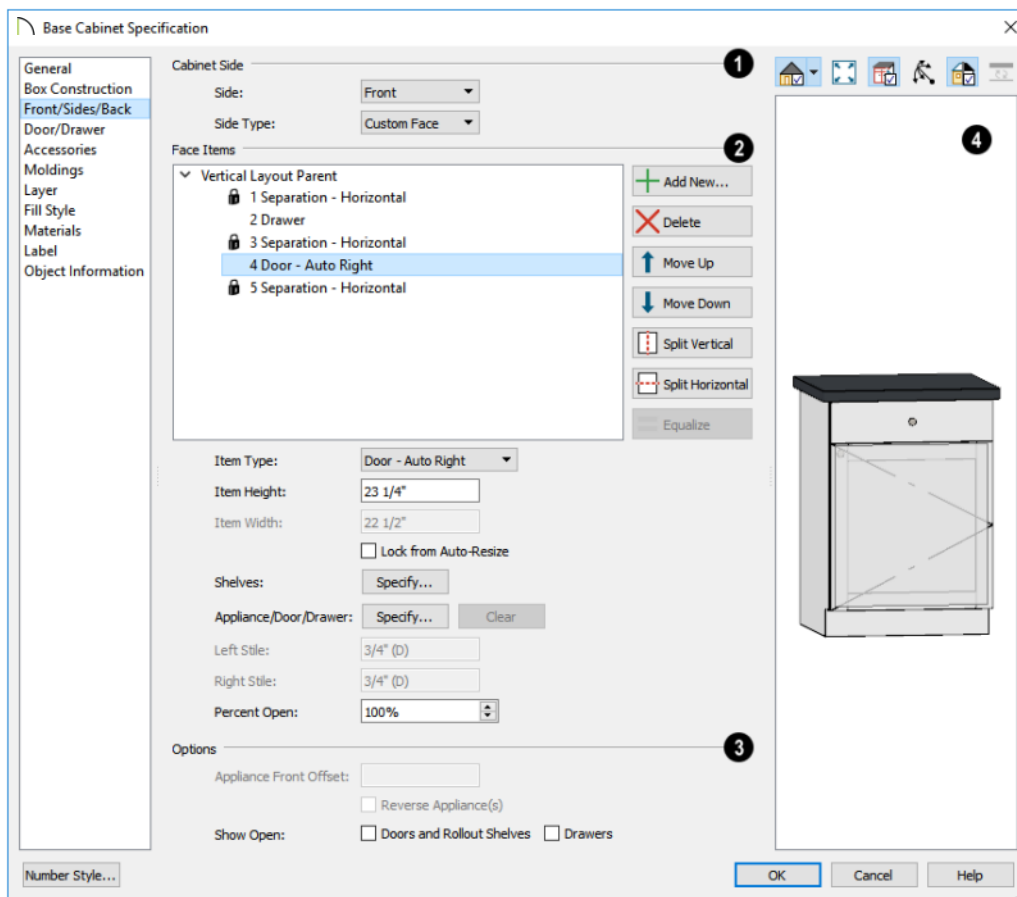 Base Cabinet Specification
General
Box Construction
Front/Sides/Back
Door/Drawer
Accessories
Moldings
Layer
Fill Style
Materials
Label
Object Information
Cabinet Side
1
Side:
Front
Side Type:
Custom Face
Face Items
2
Vertical Layout Parent
1 Separation - Horizontal
2 Drawer
3 Separation - Horizontal
4 Door - Auto Right
5 Separation - Horizontal
Add New...
Delete
Move Up
Move Down
Split Vertical
Split Horizontal
Equalize
Item Type:
Door - Auto Right
Item Height:
23 1/4"
Item Width:
22 1/2"
Lock from Auto-Resize
Shelves:
Specify...
Appliance/Door/Drawer:
Specify...
Clear
Left Stile:
3/4" (D)
Right Stile:
3/4" (D)
Percent Open:
100%
Options
3
Appliance Front Offset:
Reverse Appliance(s)
Show Open:
Doors and Rollout Shelves
Drawers
4
Number Style...
OK
Cancel
Help